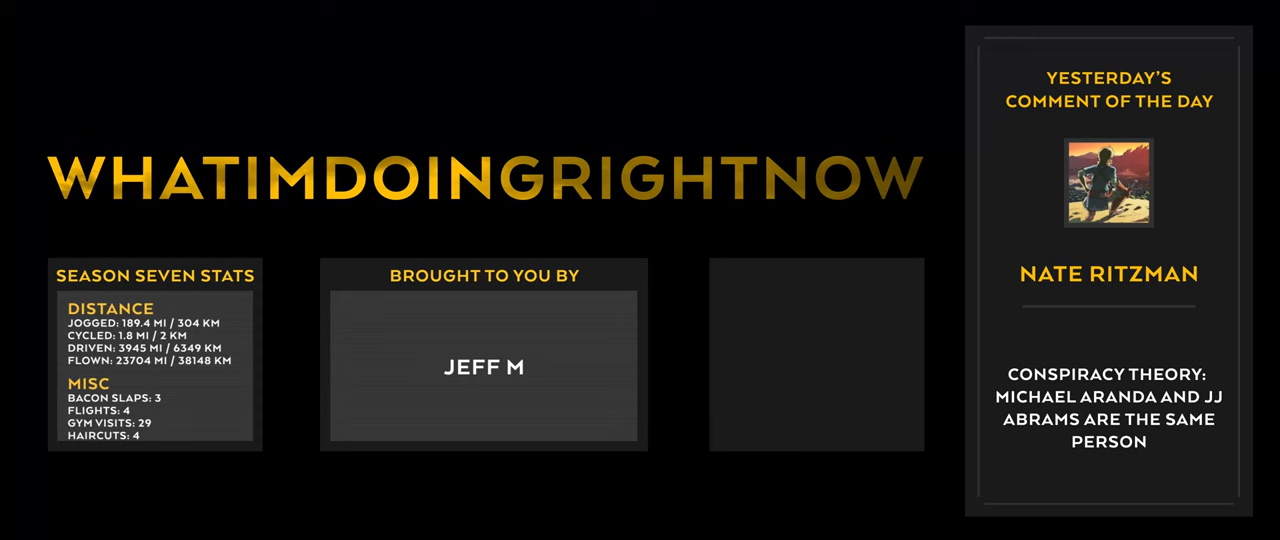 WHATIMDOINGRIGHTNOW
SEASON SEVEN STATS
DISTANCE
JOGGED: 189.4 MI / 304 KM
CYCLED: 1.8 MI / 2 KM
DRIVEN: 3945 MI / 6349 KM
FLOWN: 23704 MI / 38148 KM
MISC
BACON SLAPS: 3
FLIGHTS: 4
GYM VISITS: 29
HAIRCUTS: 4
BROUGHT TO YOU BY
JEFF M
YESTERDAY'S
COMMENT OF THE DAY
NATE RITZMAN
CONSPIRACY THEORY:
MICHAEL ARANDA AND JJ
ABRAMS ARE THE SAME
PERSON